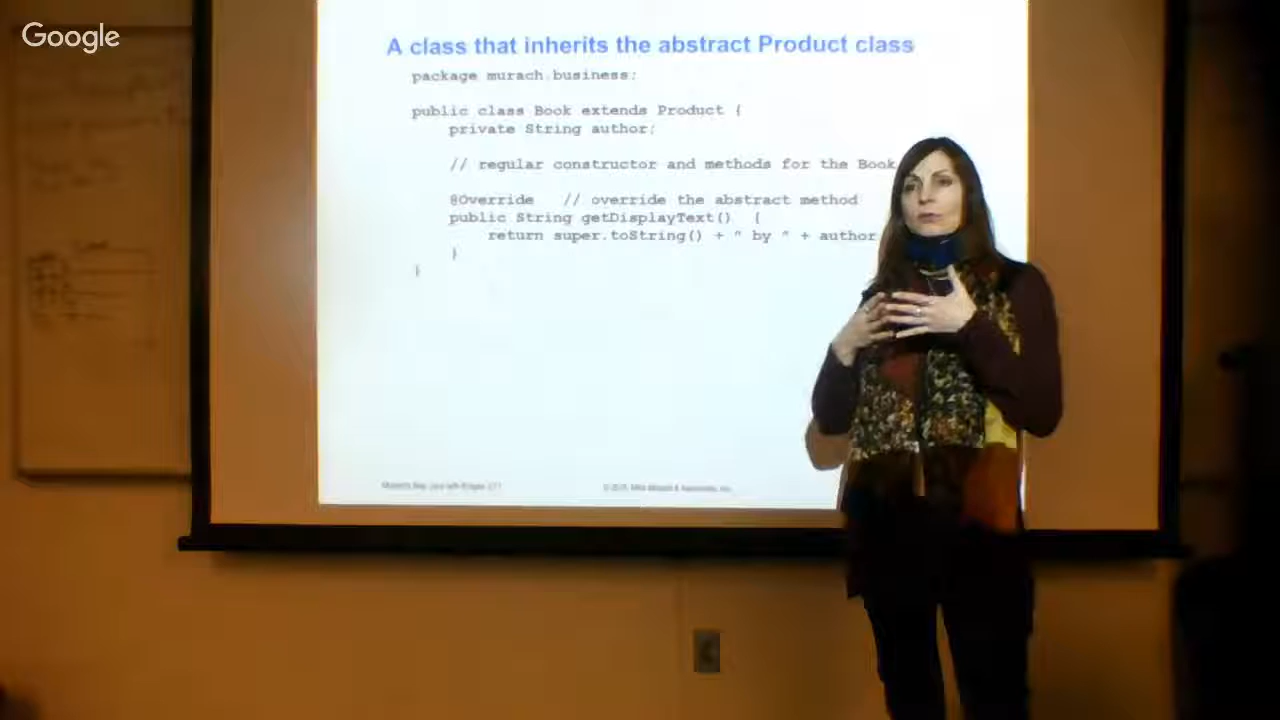 Google
A class that inherits the abstract Product class
package murach.business;
public class Book extends Product {
private String author;
// regular constructor and methods for the Book
@Override // override the abstract method
public String getDisplayText() {
return super.toString() + " by " + author
}
}